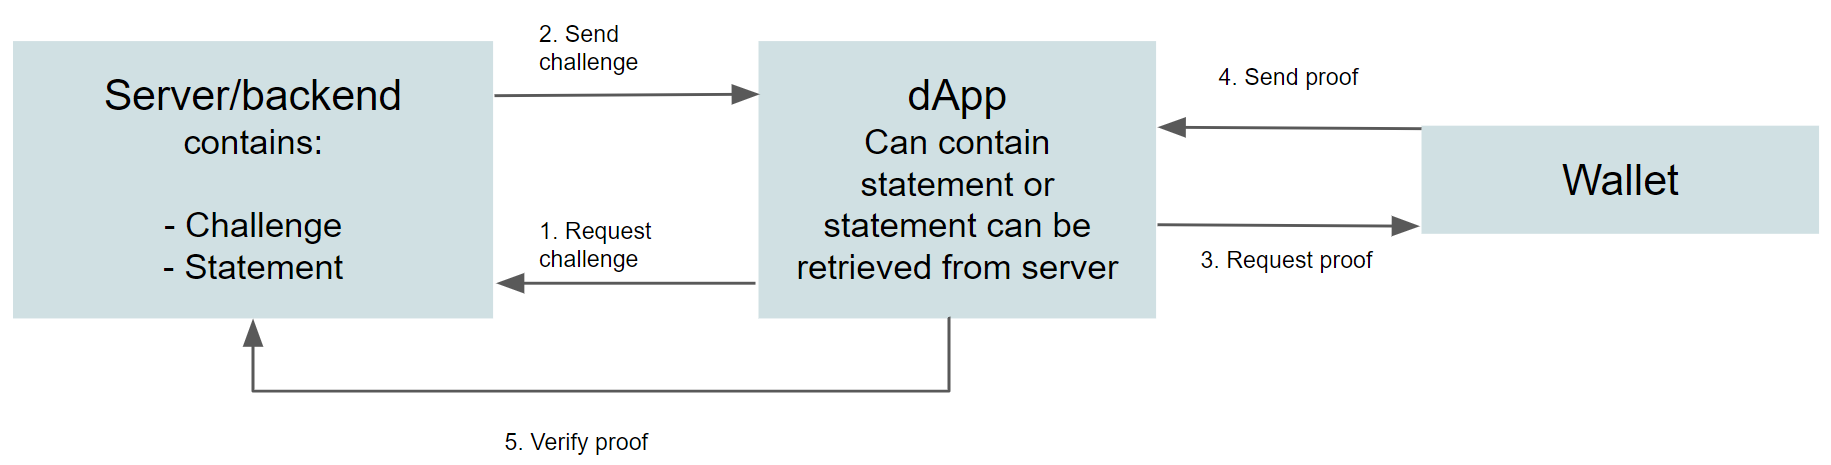 Server/backend
contains:
- Challenge
- Statement
2. Send
challenge
1. Request
challenge
dApp
Can contain
statement or
statement can be
retrieved from server
4. Send proof
3. Request proof
Wallet
5. Verify proof